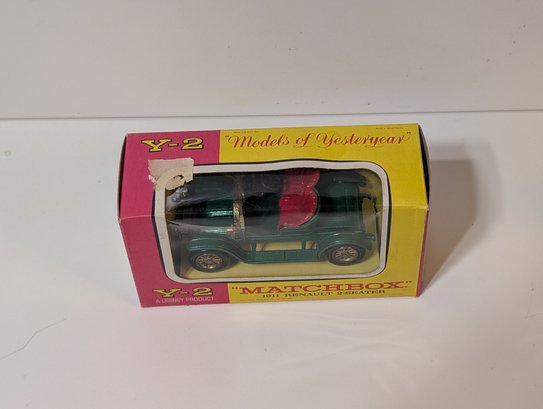 Y-2 "Models of Yesteryear"
Y-2 "MATCHBOX"
A LESNEY PRODUCT 1911 RENAULT 2-SEATER